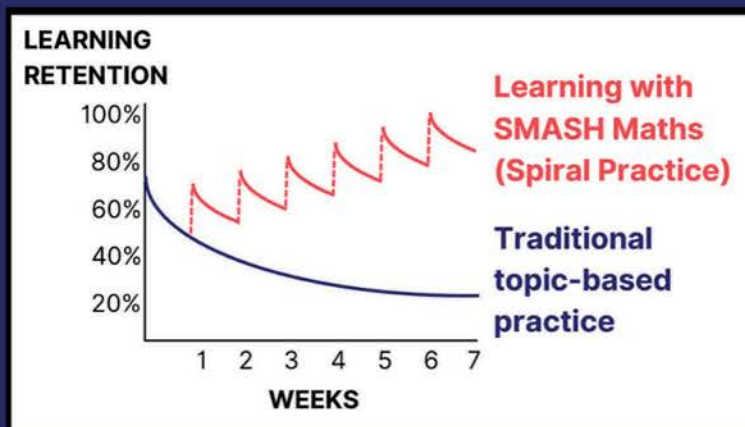 LEARNING
RETENTION
100%
80%
60%
40%
20%
1 2 3 4 5 6 7
WEEKS
Learning with
SMASH Maths
(Spiral Practice)
Traditional
topic-based
practice